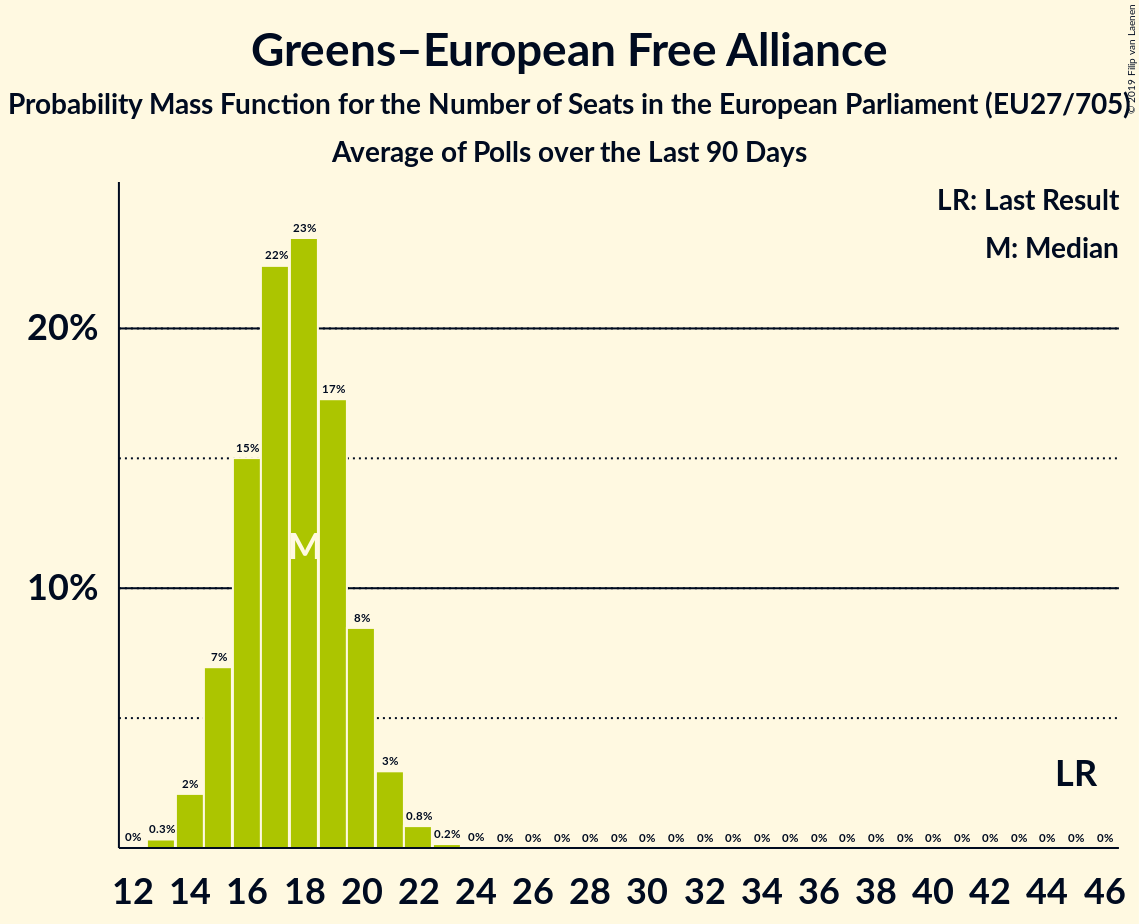 Greens–European Free Alliance
Probability Mass Function for the Number of Seats in the European Parliament (EU27/705)
Average of Polls over the Last 90 Days
© 2019 Filip van Laenen
LR: Last Result
M: Median
20%
10%
0% 0.3% 2% 7% 15% 22% 23% 17% 8% 3% 0.8% 0.2% 0% 0% 0% 0% 0% 0% 0% 0% 0% 0% 0% 0% 0% 0% 0% 0% 0% 0% 0% 0% 0% 0% 0%
M
LR
12 14 16 18 20 22 24 26 28 30 32 34 36 38 40 42 44 46